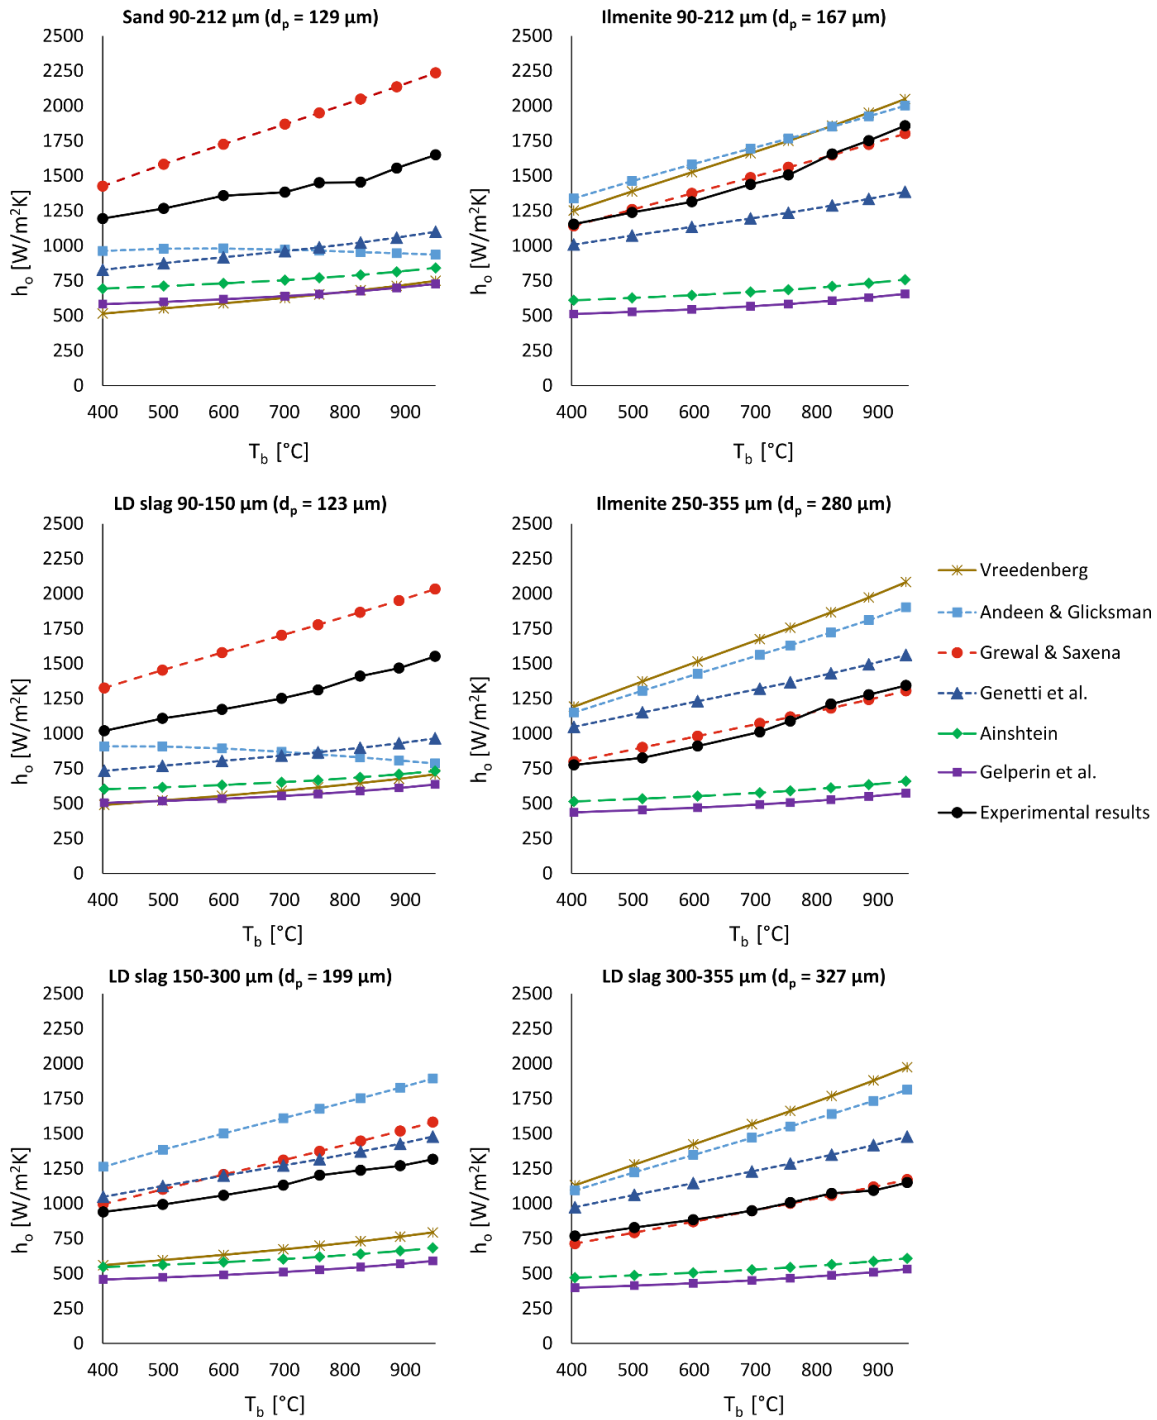 Sand 90-212 µm (dp = 129 µm)
2500
2250
2000
1750
1500
1250
1000
750
500
250
0
ho [W/m²K]
400 500 600 700 800 900
Tb [°C]
Ilmenite 90-212 µm (dp = 167 µm)
2500
2250
2000
1750
1500
1250
1000
750
500
250
0
ho [W/m²K]
400 500 600 700 800 900
Tb [°C]
LD slag 90-150 µm (dp = 123 µm)
2500
2250
2000
1750
1500
1250
1000
750
500
250
0
ho [W/m²K]
400 500 600 700 800 900
Tb [°C]
Ilmenite 250-355 µm (dp = 280 µm)
2500
2250
2000
1750
1500
1250
1000
750
500
250
0
ho [W/m²K]
400 500 600 700 800 900
Tb [°C]
Vreedenberg
Andeen & Glicksman
Grewal & Saxena
Genetti et al.
Ainshtein
Gelperin et al.
Experimental results
LD slag 150-300 µm (dp = 199 µm)
2500
2250
2000
1750
1500
1250
1000
750
500
250
0
ho [W/m²K]
400 500 600 700 800 900
Tb [°C]
LD slag 300-355 µm (dp = 327 µm)
2500
2250
2000
1750
1500
1250
1000
750
500
250
0
ho [W/m²K]
400 500 600 700 800 900
Tb [°C]